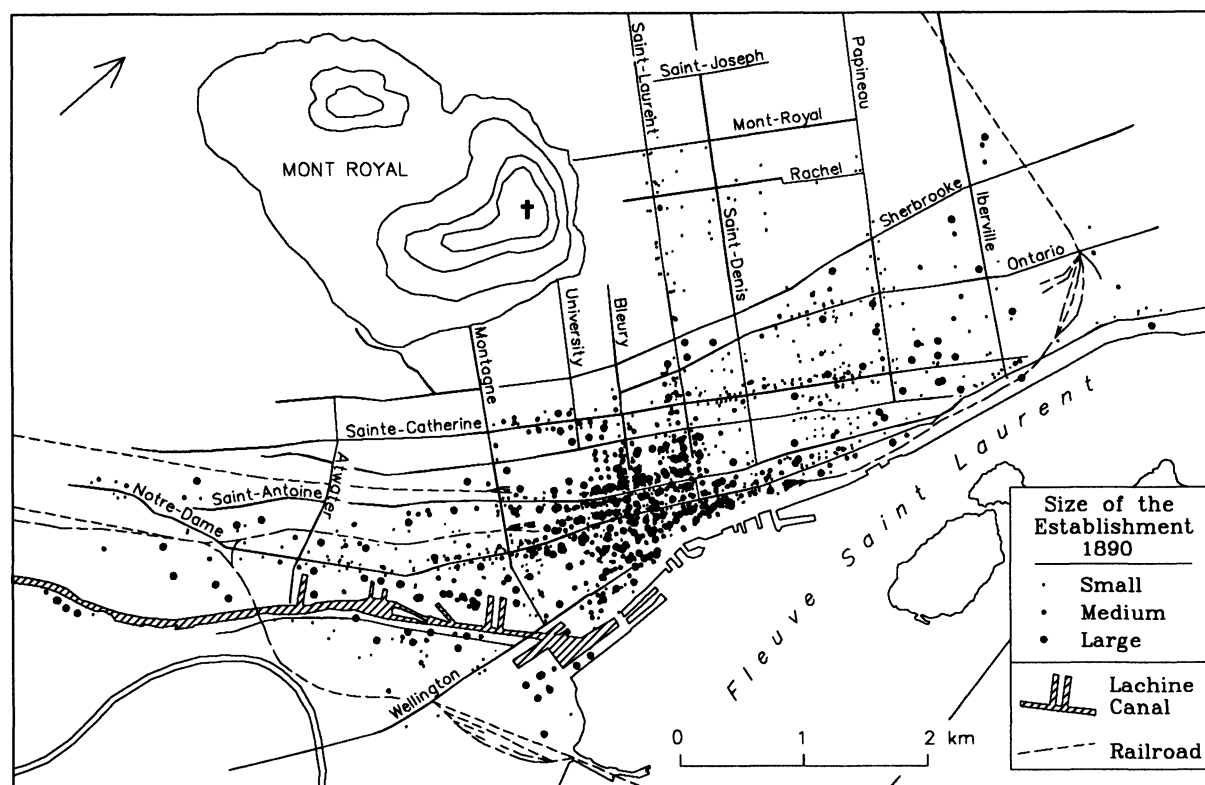 Saint-Laurent
Saint-Joseph
Papineau
Mont-Royal
MONT ROYAL
Rachel
Sherbrooke
Iberville
Saint-Denis
Ontario
University
Bleury
Montagne
Sainte-Catherine
Atwater
Saint-Antoine
Notre-Dame
Wellington
Fleuve Saint Laurent
0 1 2 km
Size of the
Establishment
1890
Small
Medium
Large
Lachine
Canal
Railroad